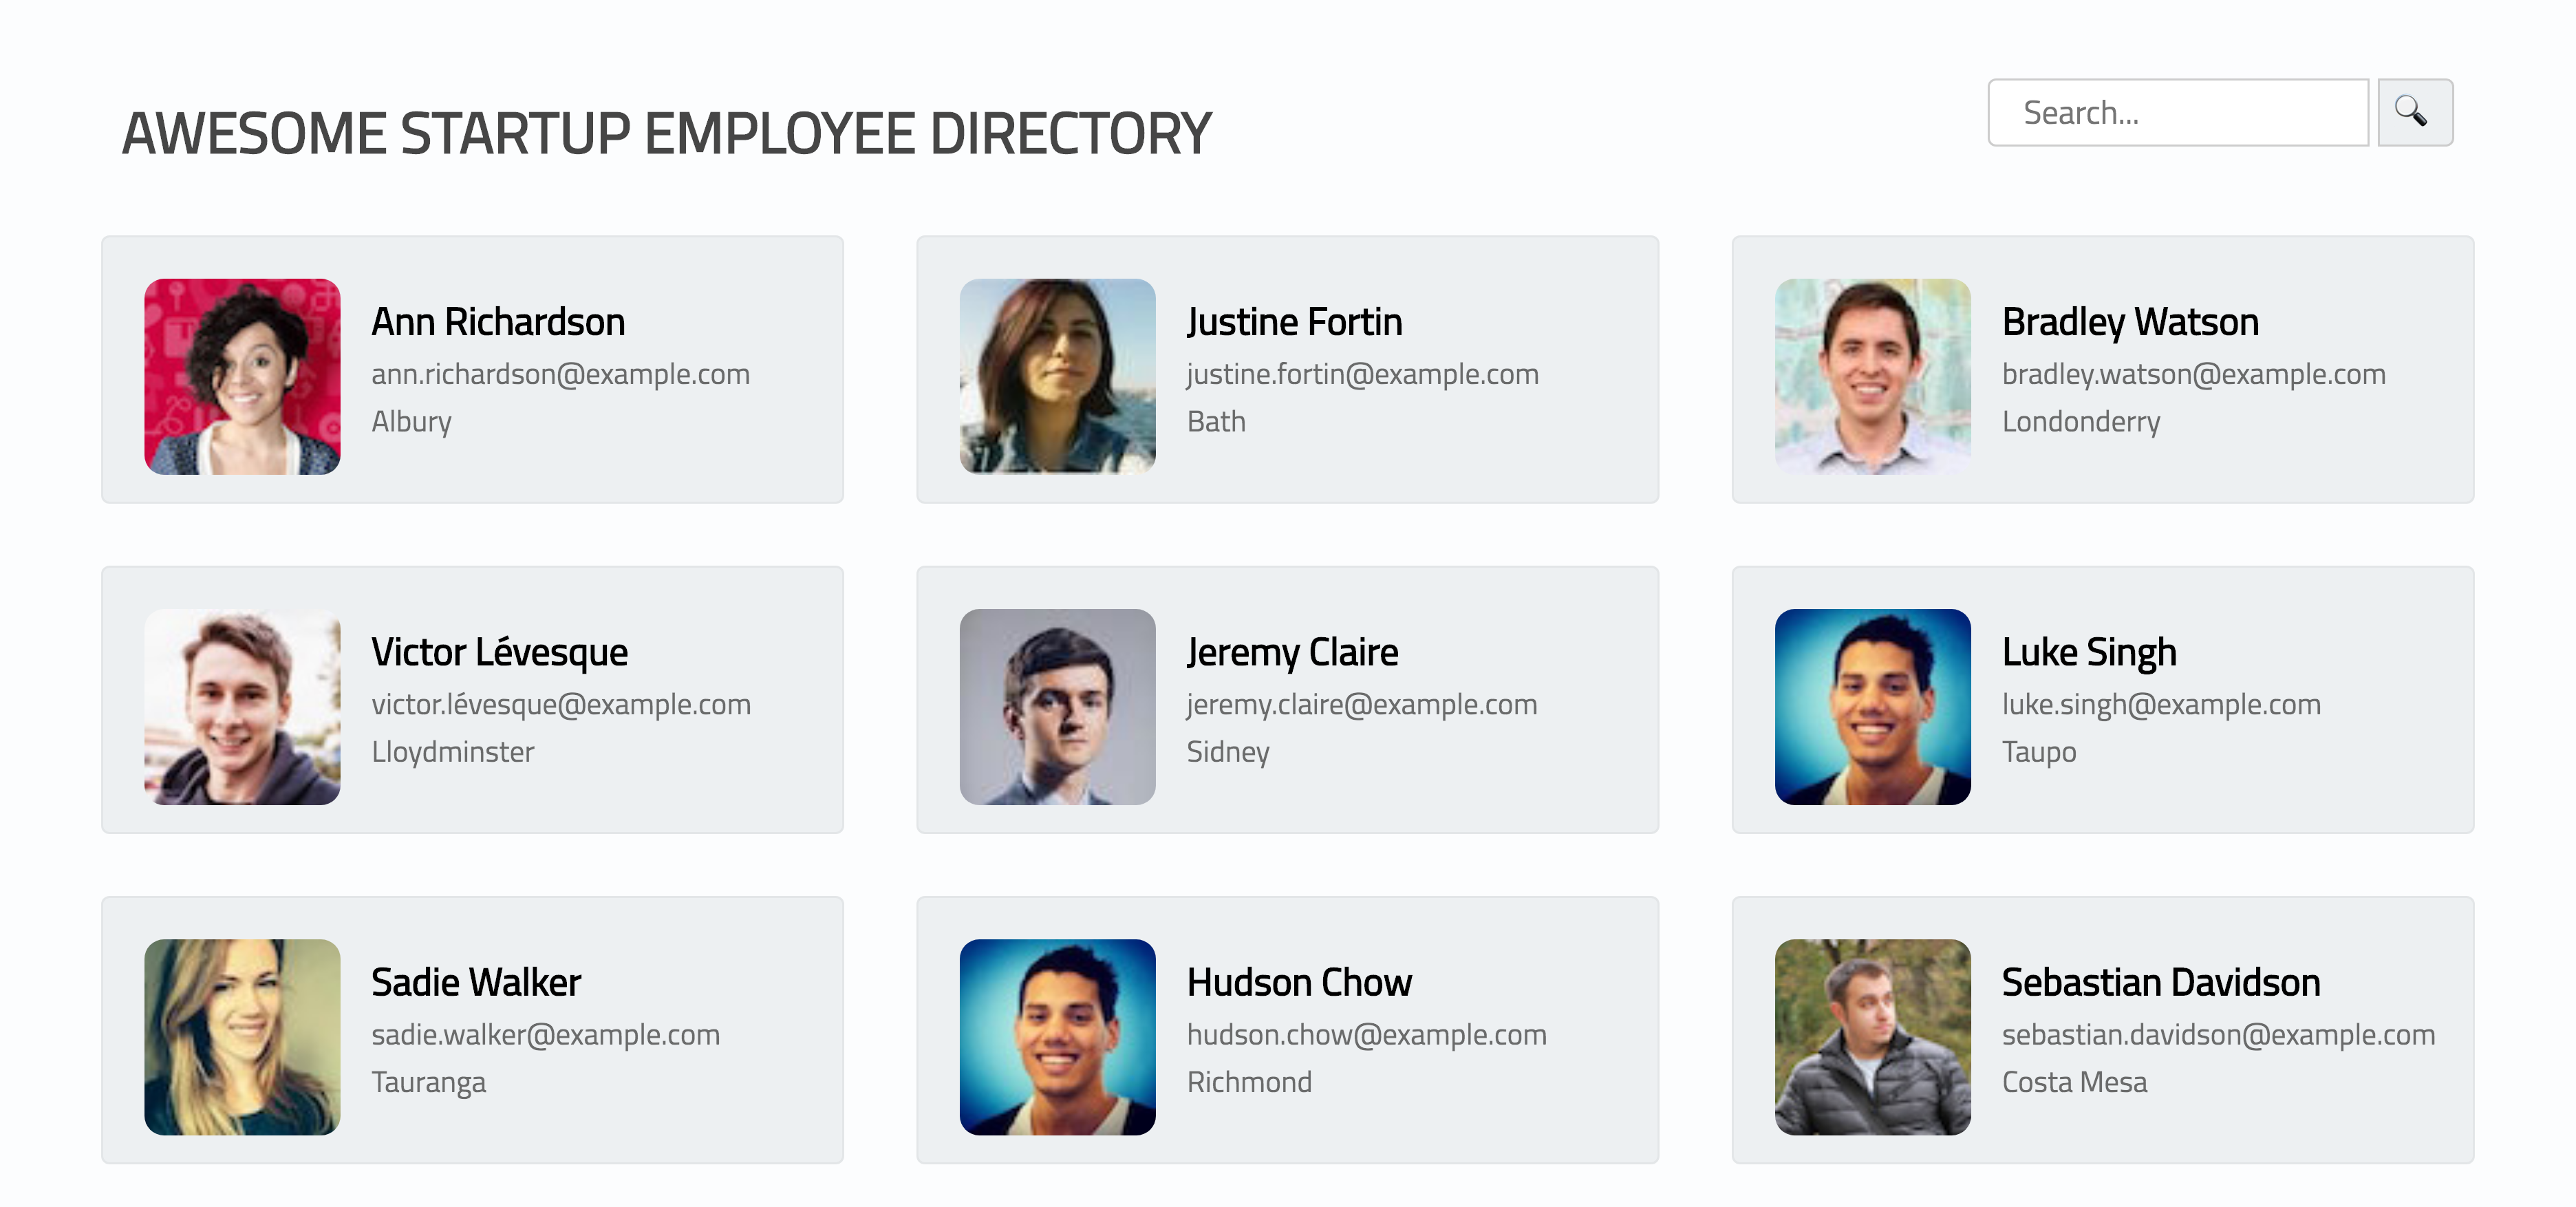 AWESOME STARTUP EMPLOYEE DIRECTORY
Search...
Ann Richardson
ann.richardson@example.com
Albury
Justine Fortin
justine.fortin@example.com
Bath
Bradley Watson
bradley.watson@example.com
Londonderry
Victor Lévesque
victor.lévesque@example.com
Lloydminster
Jeremy Claire
jeremy.claire@example.com
Sidney
Luke Singh
luke.singh@example.com
Taupo
Sadie Walker
sadie.walker@example.com
Tauranga
Hudson Chow
hudson.chow@example.com
Richmond
Sebastian Davidson
sebastian.davidson@example.com
Costa Mesa